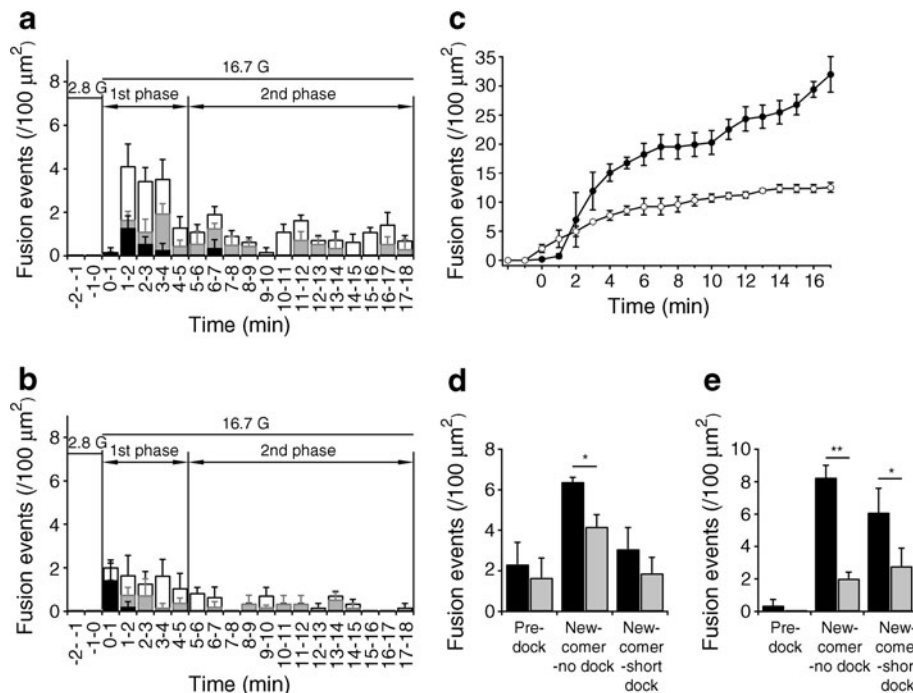 a
Fusion events (/100 µm²)
8
6
4
2
0
2.8 G
16.7 G
1st phase
2nd phase
-2--1
-1-0
0-1
1-2
2-3
3-4
4-5
5-6
6-7
7-8
8-9
9-10
10-11
11-12
12-13
13-14
14-15
15-16
16-17
17-18
Time (min)
b
Fusion events (/100 µm²)
8
6
4
2
0
2.8 G
16.7 G
1st phase
2nd phase
-2--1
-1-0
0-1
1-2
2-3
3-4
4-5
5-6
6-7
7-8
8-9
9-10
10-11
11-12
12-13
13-14
14-15
15-16
16-17
17-18
Time (min)
c
Fusion events (/100 µm²)
35
30
25
20
15
10
5
0
0
2
4
6
8
10
12
14
16
Time (min)
d
Fusion events (/100 µm²)
8
6
4
2
0
*
Pre-
dock
New-
comer
-no dock
New-
comer
-short
dock
e
Fusion events (/100 µm²)
10
8
6
4
2
0
**
*
Pre-
dock
New-
comer
-no dock
New-
comer
-short
dock